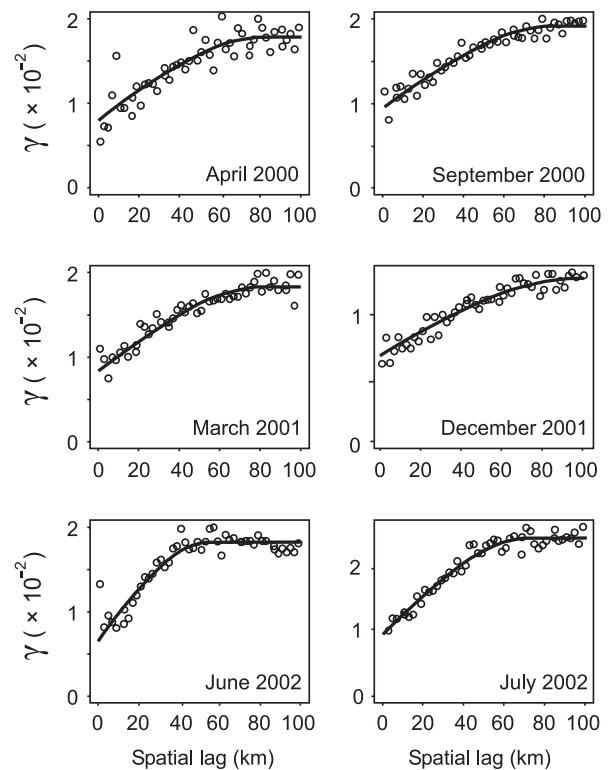 γ ( × 10⁻²)
2
1
0
April 2000
0 20 40 60 80 100
2
1
0
September 2000
0 20 40 60 80 100
γ ( × 10⁻²)
2
1
0
March 2001
0 20 40 60 80 100
1
0
December 2001
0 20 40 60 80 100
γ ( × 10⁻²)
2
1
0
June 2002
0 20 40 60 80 100
Spatial lag (km)
2
1
0
July 2002
0 20 40 60 80 100
Spatial lag (km)